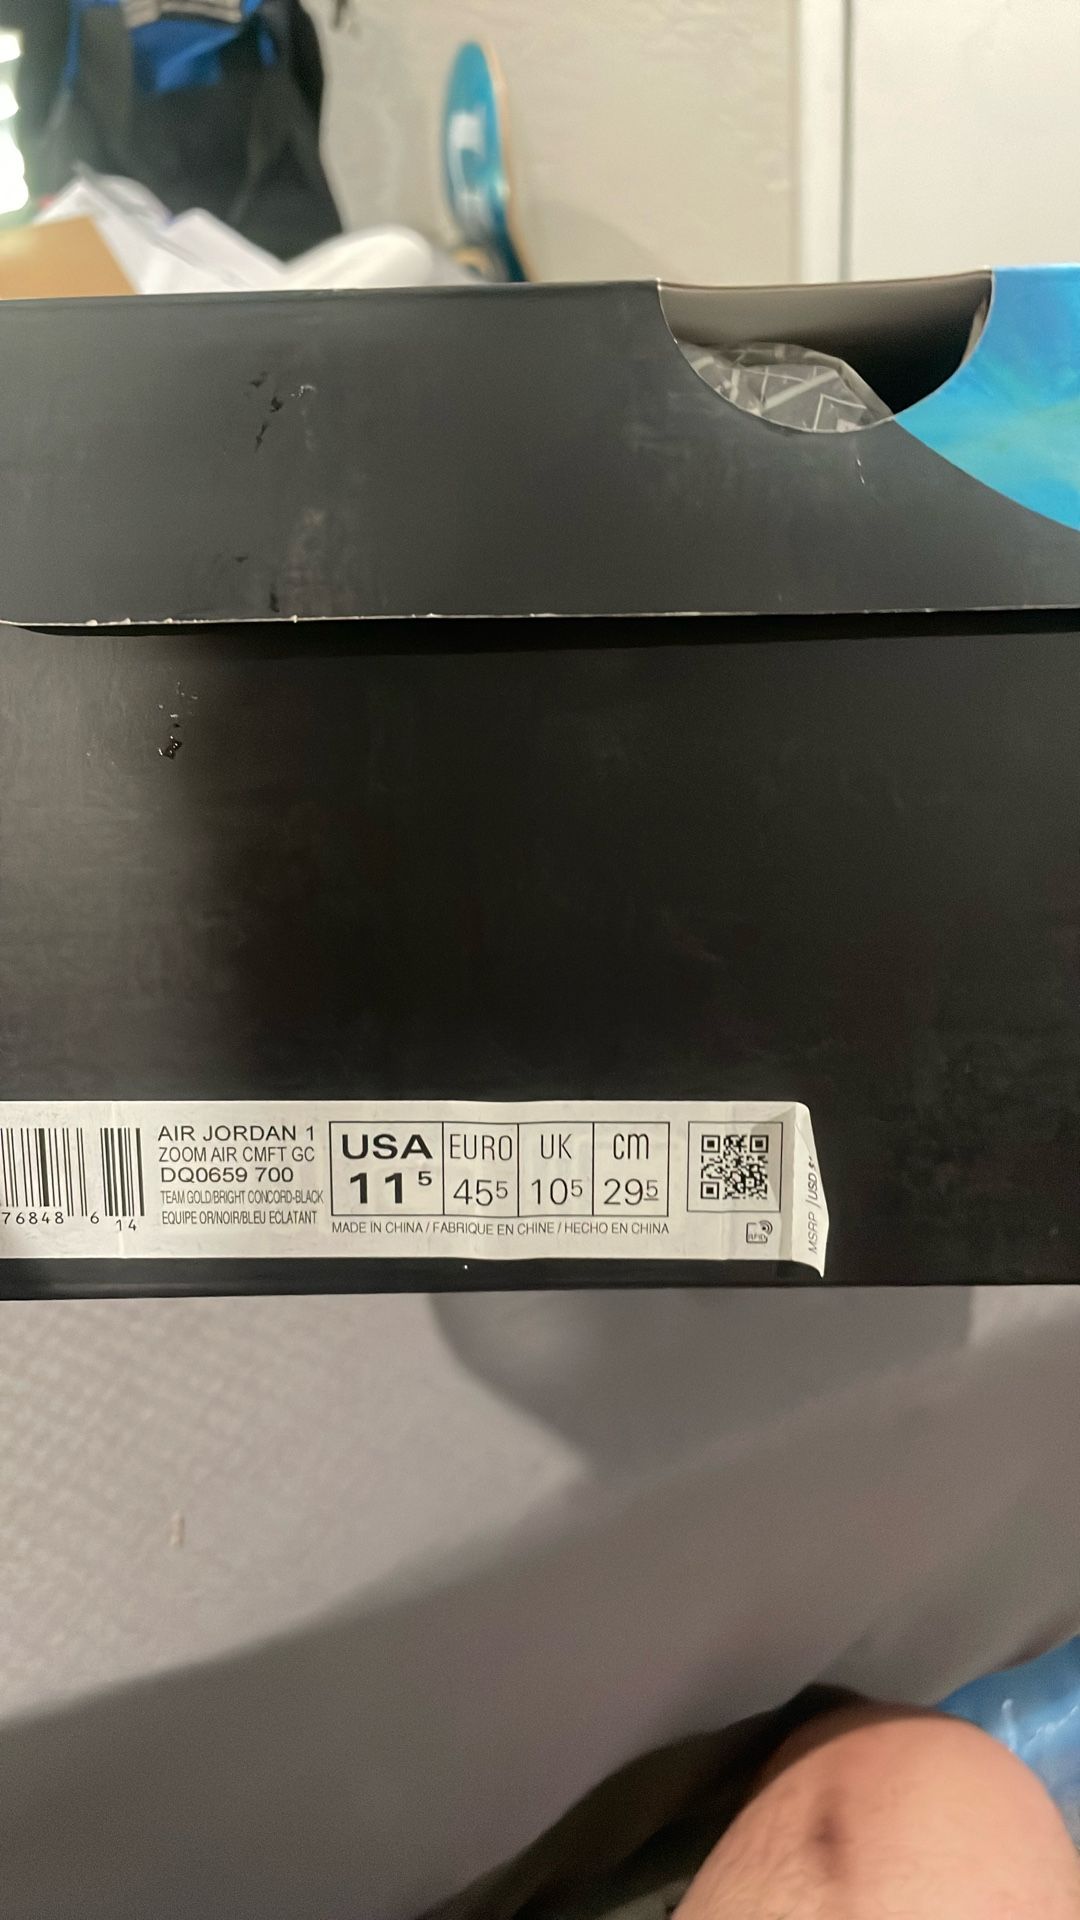 76848 6
14
AIR JORDAN 1
ZOOM AIR CMFT GC
DQ0659 700
TEAM GOLD/BRIGHT CONCORD-BLACK
EQUIPE OR/NOIR/BLEU ECLATANT
USA EURO UK cm
11 5 45 5 10 5 29 5
MADE IN CHINA / FABRIQUE EN CHINE / HECHO EN CHINA
RFID
MSRP | USD $